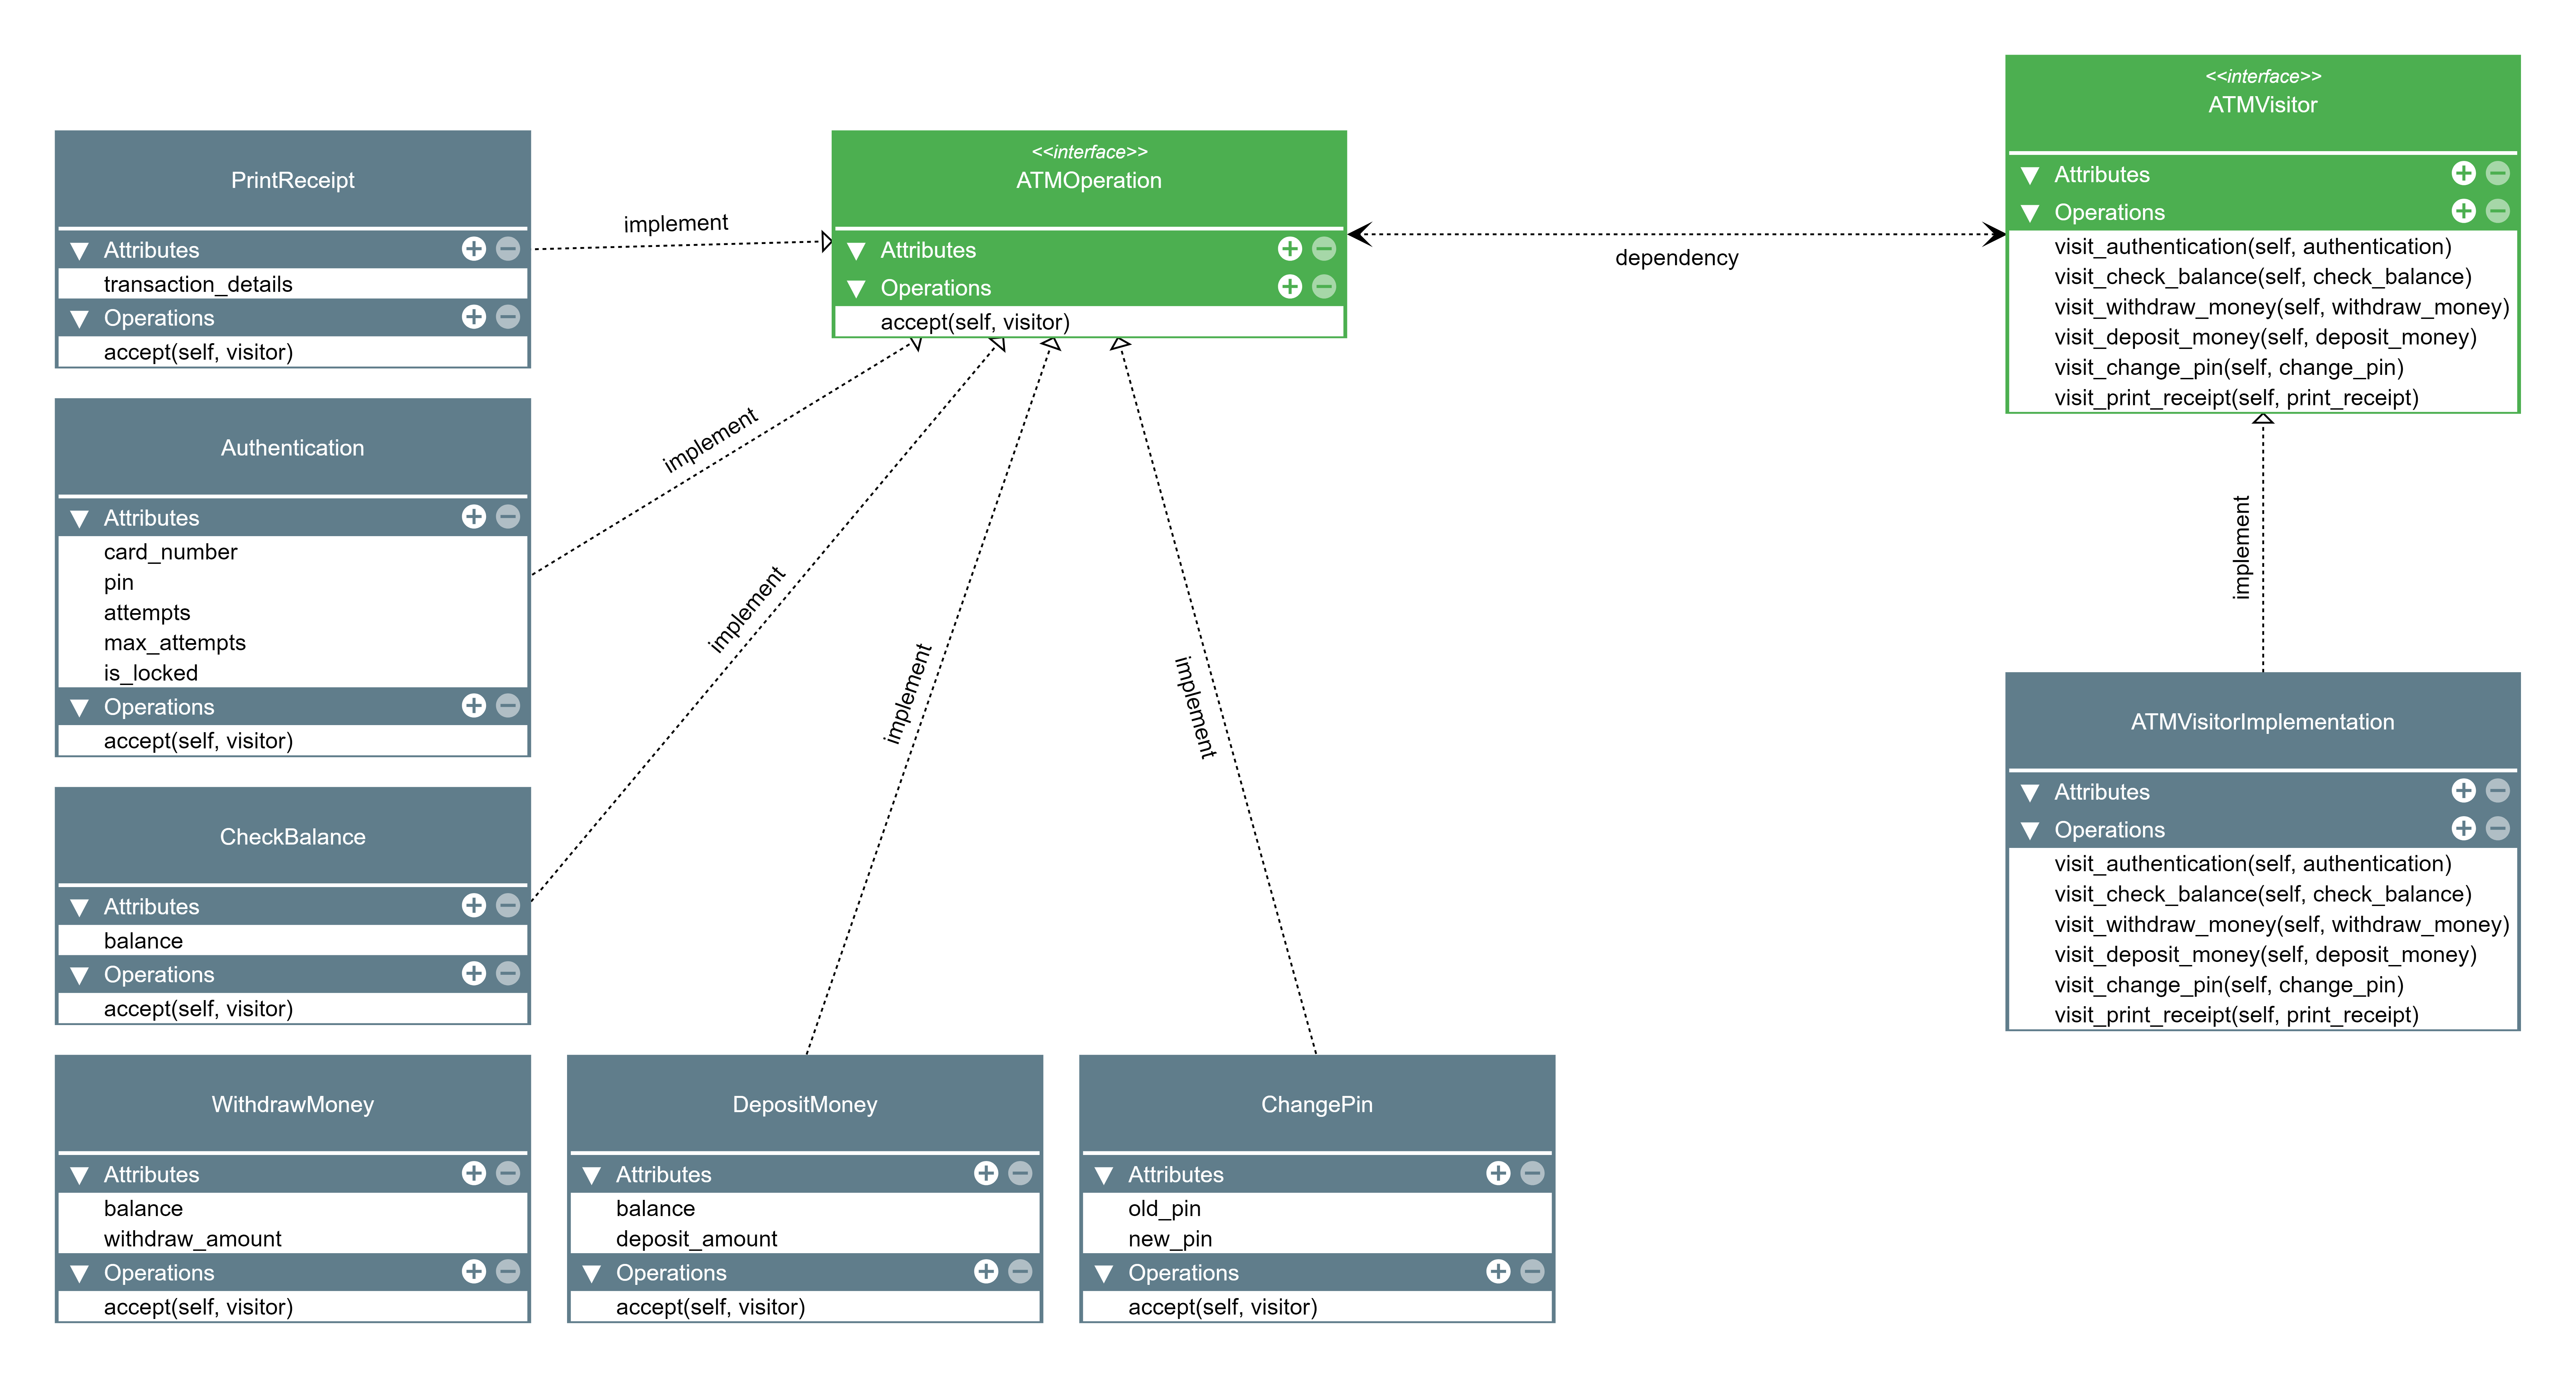 PrintReceipt
Attributes
transaction_details
Operations
accept(self, visitor)
implement
<<interface>>
ATMOperation
Attributes
Operations
accept(self, visitor)
dependency
<<interface>>
ATMVisitor
Attributes
Operations
visit_authentication(self, authentication)
visit_check_balance(self, check_balance)
visit_withdraw_money(self, withdraw_money)
visit_deposit_money(self, deposit_money)
visit_change_pin(self, change_pin)
visit_print_receipt(self, print_receipt)
Authentication
Attributes
card_number
pin
attempts
max_attempts
is_locked
Operations
accept(self, visitor)
implement
implement
implement
implement
implement
CheckBalance
Attributes
balance
Operations
accept(self, visitor)
ATMVisitorImplementation
Attributes
Operations
visit_authentication(self, authentication)
visit_check_balance(self, check_balance)
visit_withdraw_money(self, withdraw_money)
visit_deposit_money(self, deposit_money)
visit_change_pin(self, change_pin)
visit_print_receipt(self, print_receipt)
WithdrawMoney
Attributes
balance
withdraw_amount
Operations
accept(self, visitor)
DepositMoney
Attributes
balance
deposit_amount
Operations
accept(self, visitor)
ChangePin
Attributes
old_pin
new_pin
Operations
accept(self, visitor)